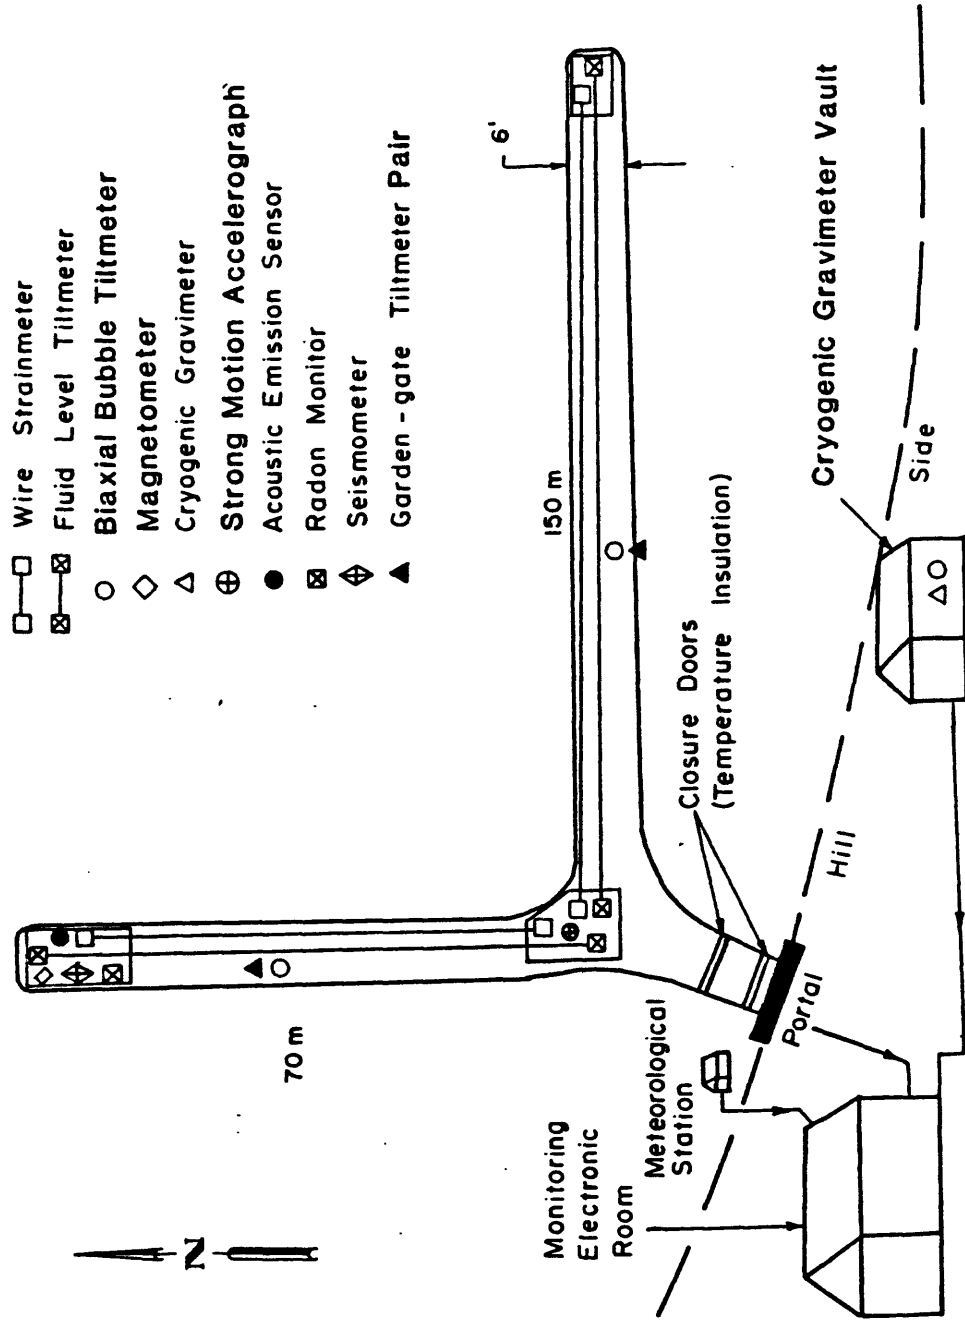 Wire Strainmeter
Fluid Level Tiltmeter
Biaxial Bubble Tiltmeter
Magnetometer
Cryogenic Gravimeter
Strong Motion Accelerograph
Acoustic Emission Sensor
Radon Monitor
Seismometer
Garden-gate Tiltmeter Pair
N
70 m
150 m
6'
Closure Doors
(Temperature Insulation)
Monitoring
Electronic
Room
Meteorological
Station
Portal
Hill
Side
Cryogenic Gravimeter Vault